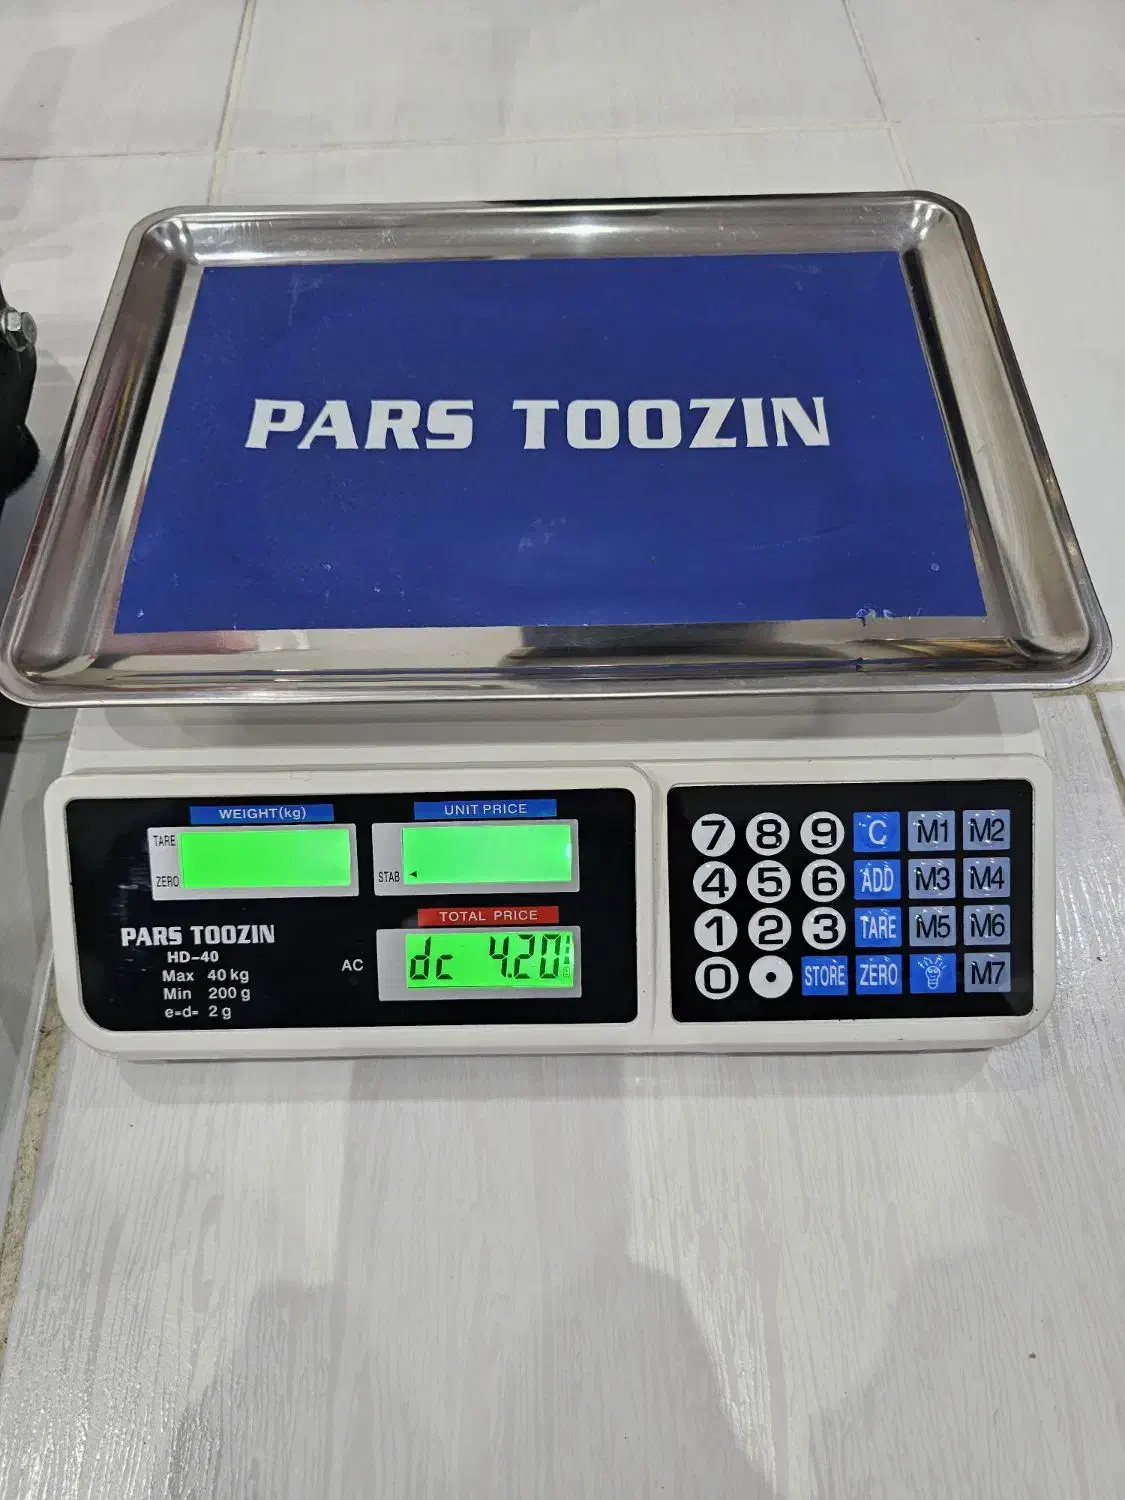 PARS TOOZIN
WEIGHT(kg)
UNIT PRICE
TARE
ZERO
STAB
TOTAL PRICE
dc 4.20
AC
PARS TOOZIN
HD-40
Max 40 kg
Min 200 g
e=d= 2 g
7 8 9 C M1 M2
4 5 6 ADD M3 M4
1 2 3 TARE M5 M6
0 . STORE ZERO M7